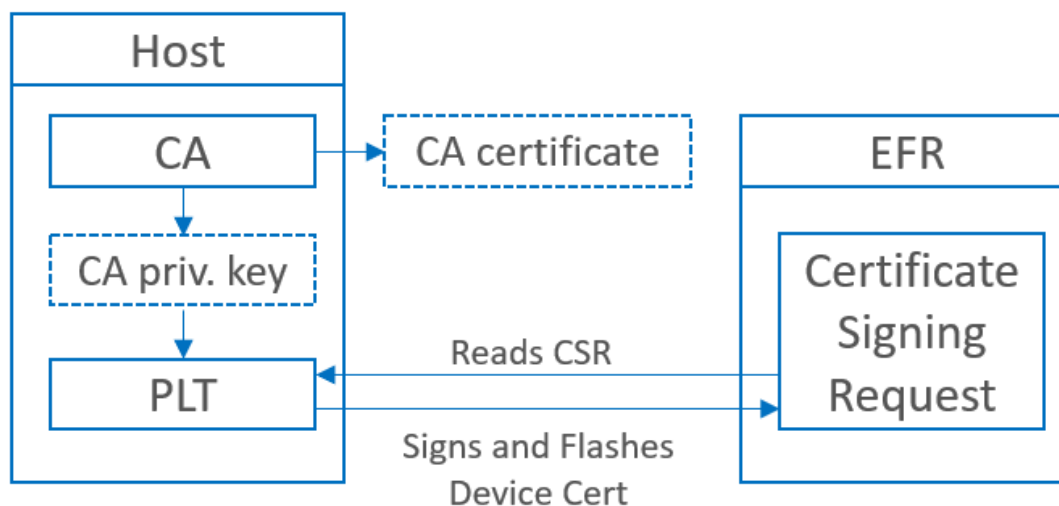 Host
CA
CA certificate
EFR
CA priv. key
Certificate
Signing
Request
Reads CSR
PLT
Signs and Flashes
Device Cert